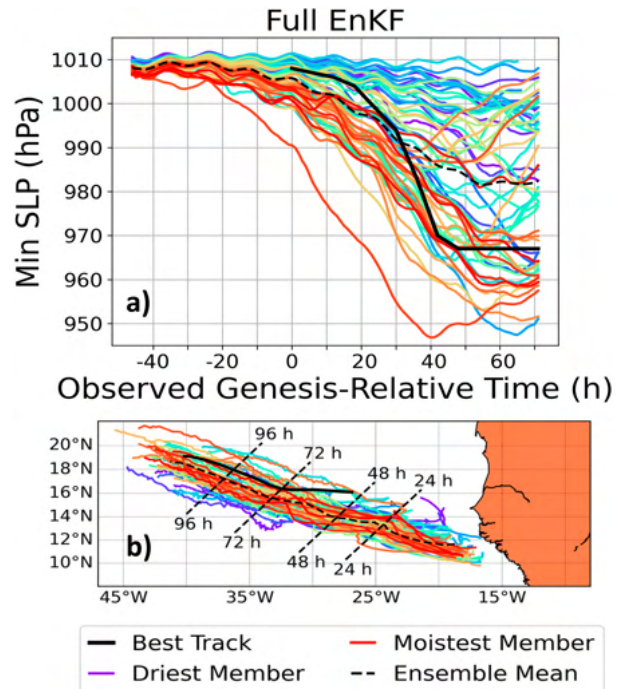 Full EnKF
1010
1000
990
980
970
960
950
Min SLP (hPa)
a)
-40 -20 0 20 40 60
Observed Genesis-Relative Time (h)
20°N
18°N
16°N
14°N
12°N
10°N
96 h
72 h
48 h
24 h
96 h
72 h
48 h
24 h
b)
45°W 35°W 25°W 15°W
Best Track Moistest Member
Driest Member Ensemble Mean